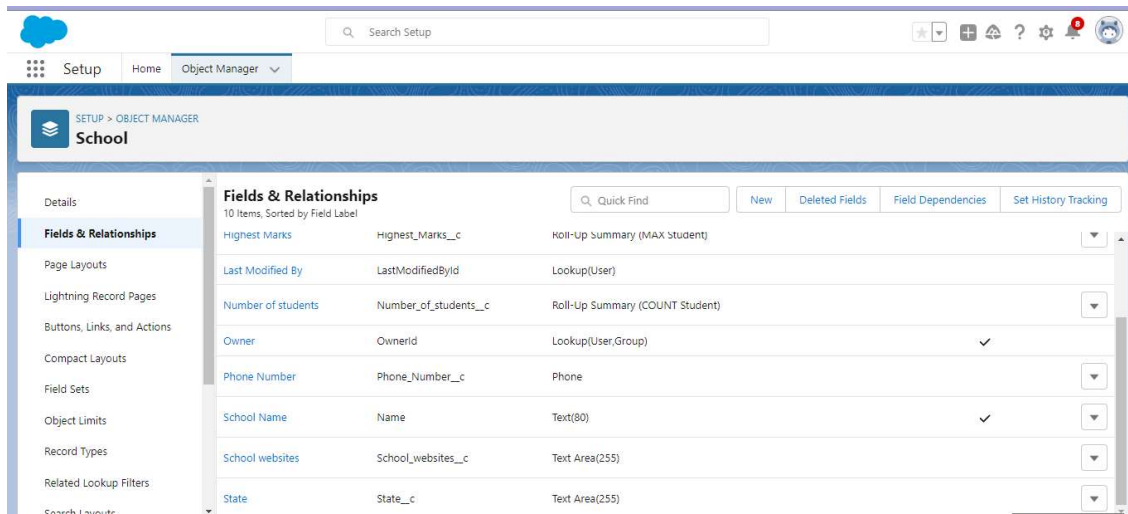 Search Setup
8
Setup Home Object Manager
SETUP > OBJECT MANAGER
School
Details
Fields & Relationships
Page Layouts
Lightning Record Pages
Buttons, Links, and Actions
Compact Layouts
Field Sets
Object Limits
Record Types
Related Lookup Filters
Search Layouts
Fields & Relationships
10 Items, Sorted by Field Label
Quick Find
New Deleted Fields Field Dependencies Set History Tracking
Highest Marks Highest_Marks__c Roll-Up Summary (MAX Student)
Last Modified By LastModifiedById Lookup(User)
Number of students Number_of_students__c Roll-Up Summary (COUNT Student)
Owner OwnerId Lookup(User,Group)
Phone Number Phone_Number__c Phone
School Name Name Text(80)
School websites School_websites__c Text Area(255)
State State__c Text Area(255)